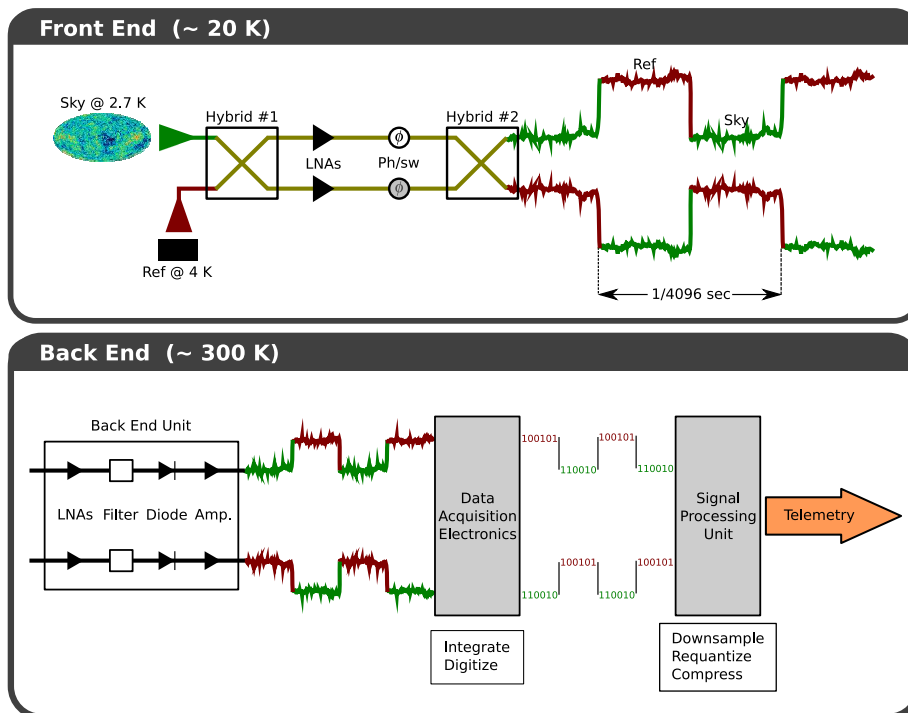 Front End (~ 20 K)
Sky @ 2.7 K
Hybrid #1
LNAs
ϕ
Ph/sw
ϕ
Hybrid #2
Ref
Sky
Ref @ 4 K
1/4096 sec
Back End (~ 300 K)
Back End Unit
LNAs Filter Diode Amp.
Data
Acquisition
Electronics
100101 100101
110010 110010
100101 100101
110010 110010
Signal
Processing
Unit
Telemetry
Integrate
Digitize
Downsample
Requantize
Compress